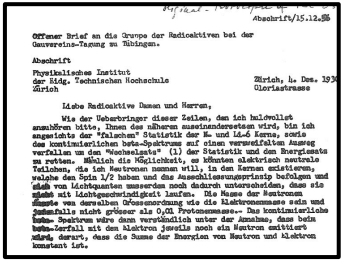 Abschrift/15.12.56
Offener Brief an die Gruppe der Radioaktiven bei der
Gauvereins-Tagung zu Tübingen.
Abschrift
Physikalisches Institut
der Eidg. Technischen Hochschule
Zürich
Zürich, 4. Des. 1930
Gloriastrasse
Liebe Radioaktive Damen und Herren,
Wie der Ueberbringer dieser Zeilen, den ich huldvollst
ansuhören bitte, Ihnen des näheren auseinandersetsen wird, bin ich
angesichts der "falschen" Statistik der N- und Li-6 Kerne, sowie
des kontinuierlichen beta-Spektrums auf einen versweifelten Ausweg
verfallen um den "Wechselsats" (1) der Statistik und den Energiesats
zu retten. Nämlich die Möglichkeit, es könnten elektrisch neutrale
Teilchen, die ich Neutronen nennen will, in den Kernen existieren,
welche den Spin 1/2 haben und das Ausschliessungsprinzip befolgen und
sich von Lichtquanten ausserdem noch dadurch unterscheiden, dass sie
nicht mit Lichtgeschwindigkeit laufen. Die Masse der Neutronen
müsste von derselben Grossenordnung wie die Elektronenmasse sein und
jedenfalls nicht grösser als 0,01 Protonenmasse.- Das kontinuierliche
beta- Spektrum wäre dann verständlich unter der Annahme, dass beim
beta-Zerfall mit dem Elektron jeweils noch ein Neutron emittiert
wird, derart, dass die Summe der Energien von Neutron und Elektron
konstant ist.